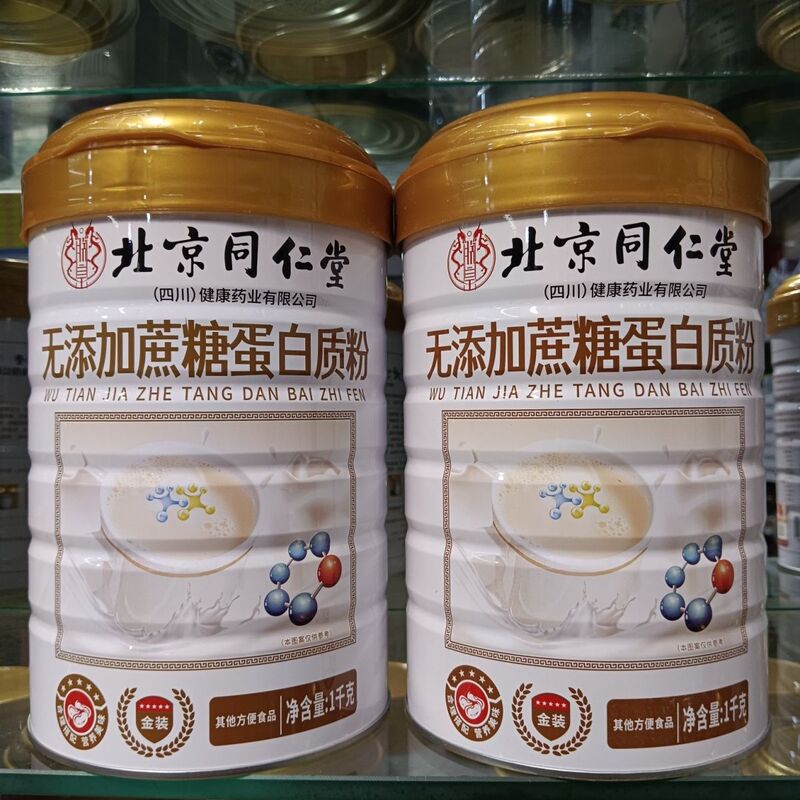 北京同仁堂
(四川)健康药业有限公司
无添加蔗糖蛋白质粉
WU TIAN JIA ZHE TANG DAN BAI ZHI FEN
(本图案仅供参考)
金装
其他方便食品
净含量:1千克
北京同仁堂
(四川)健康药业有限公司
无添加蔗糖蛋白质粉
WU TIAN JIA ZHE TANG DAN BAI ZHI FEN
(本图案仅供参考)
金装
其他方便食品
净含量:1千克